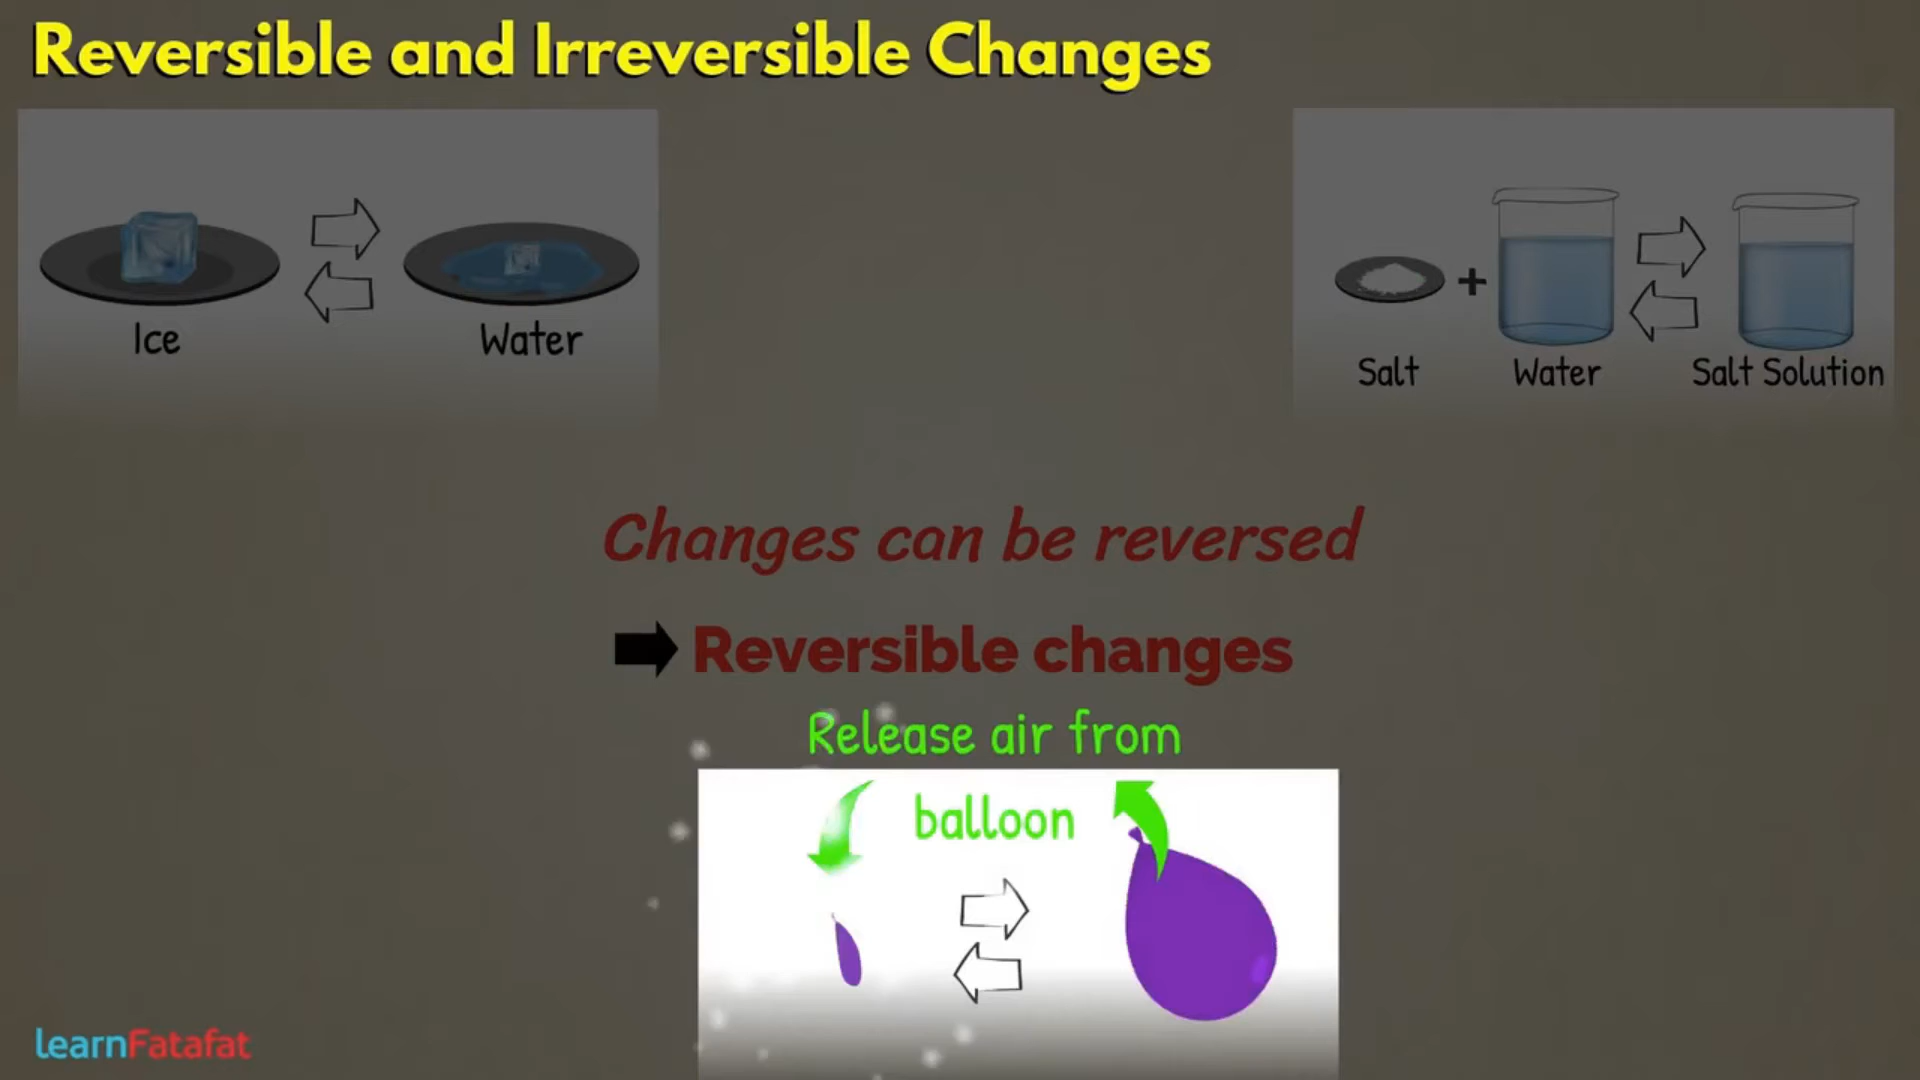 Reversible and Irreversible Changes
Ice
Water
+
Salt
Water
Salt Solution
Changes can be reversed
Reversible changes
Release air from
balloon
learnFatafat